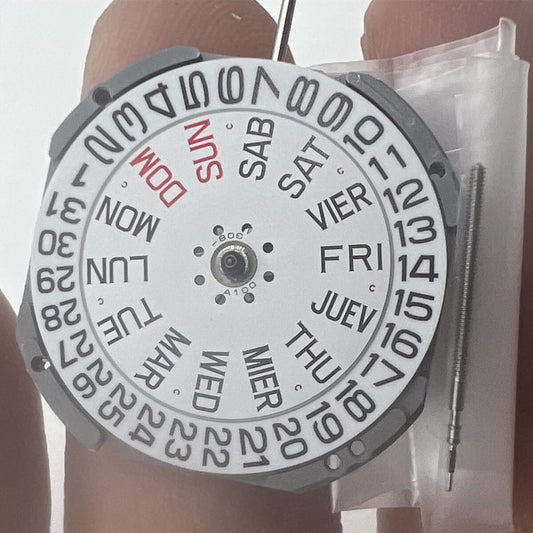 1 2 3 4 5 6 7 8 9 10 11 12 13 14 15 16 17 18 19 20 21 22 23 24 25 26 27 28 29 30 31
SUN
SAB
SAT
VIER
FRI
JUEV
THU
MIER
WED
MAR
TUE
LUN
MON
DOM
A100